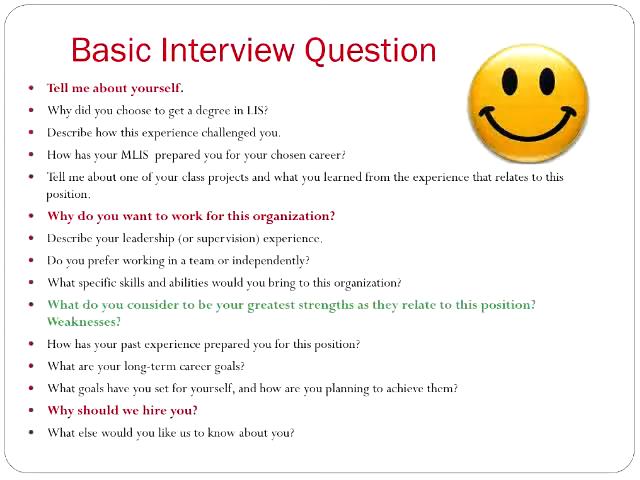 Basic Interview Question
• Tell me about yourself.
• Why did you choose to get a degree in LIS?
• Describe how this experience challenged you.
• How has your MLIS prepared you for your chosen career?
• Tell me about one of your class projects and what you learned from the experience that relates to this
position.
• Why do you want to work for this organization?
• Describe your leadership (or supervision) experience.
• Do you prefer working in a team or independently?
• What specific skills and abilities would you bring to this organization?
• What do you consider to be your greatest strengths as they relate to this position?
Weaknesses?
• How has your past experience prepared you for this position?
• What are your long-term career goals?
• What goals have you set for yourself, and how are you planning to achieve them?
• Why should we hire you?
• What else would you like us to know about you?